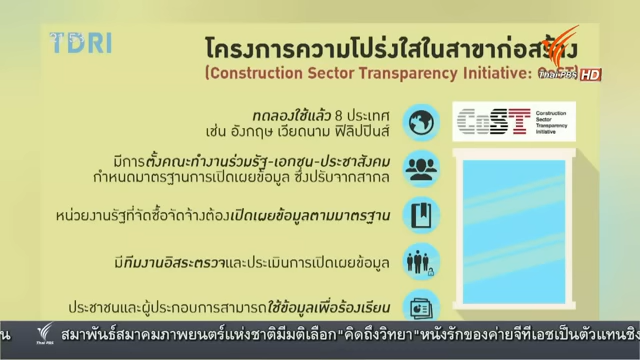 TDRI
โครงการความโปร่งใสในสาขาก่อสร้าง
(Construction Sector Transparency Initiative: CoST)
Thai PBS HD
ทดลองใช้แล้ว 8 ประเทศ
เช่น อังกฤษ เวียดนาม ฟิลิปปินส์
CoST
Construction
Sector
Transparency
Initiative
มีการตั้งคณะทำงานร่วมรัฐ-เอกชน-ประชาสังคม
กำหนดมาตรฐานการเปิดเผยข้อมูล ซึ่งปรับจากสากล
หน่วยงานรัฐที่จัดซื้อจัดจ้างต้องเปิดเผยข้อมูลตามมาตรฐาน
มีทีมงานอิสระตรวจและประเมินการเปิดเผยข้อมูล
ประชาชนและผู้ประกอบการสามารถใช้ข้อมูลเพื่อร้องเรียน
Thai PBS
สมาพันธ์สมาคมภาพยนตร์แห่งชาติมีมติเลือก"คิดถึงวิทยา"หนังรักของค่ายจีทีเอชเป็นตัวแทนชิง